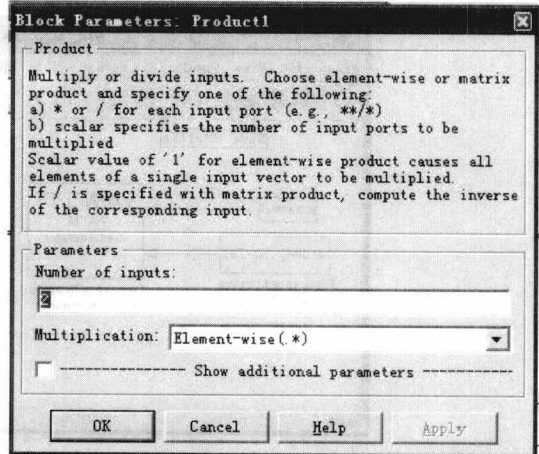 Block Parameters: Product1
Product
Multiply or divide inputs.  Choose element-wise or matrix
product and specify one of the following:
a) * or / for each input port (e.g., **/*)
b) scalar specifies the number of input ports to be
multiplied
Scalar value of '1' for element-wise product causes all
elements of a single input vector to be multiplied.
If / is specified with matrix product, compute the inverse
of the corresponding input.
Parameters
Number of inputs:
2
Multiplication: Element-wise(.*)
---------------- Show additional parameters -----------
OK Cancel Help Apply